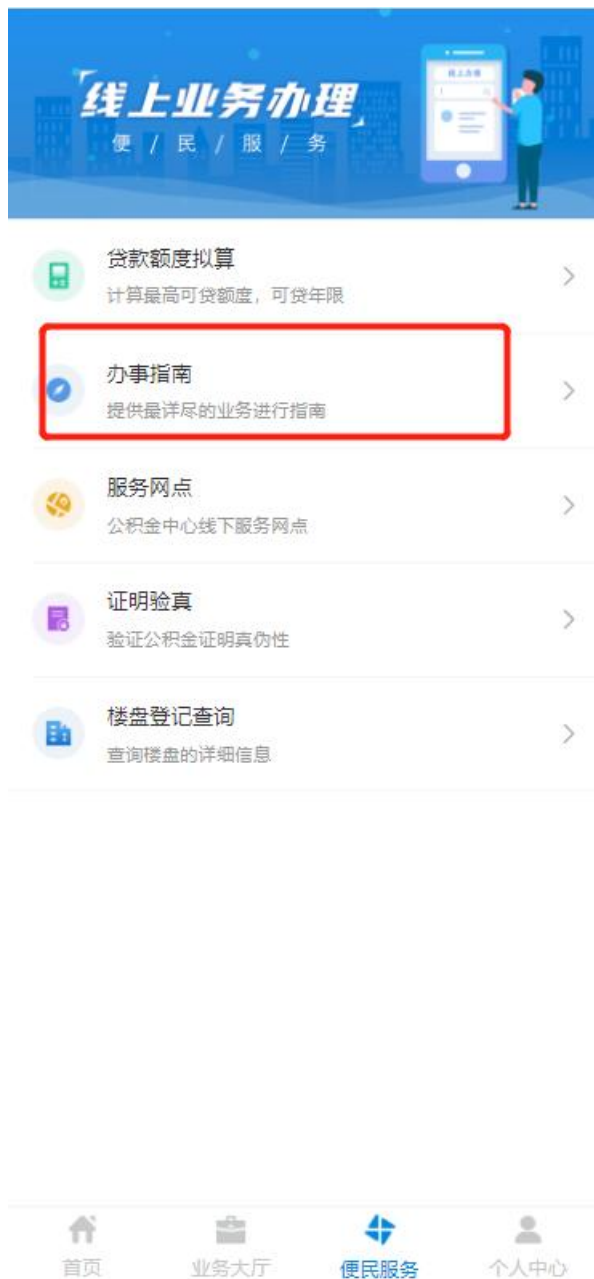 线上业务办理
便/民/服/务
线上办理
贷款额度拟算
计算最高可贷额度，可贷年限
办事指南
提供最详尽的业务进行指南
服务网点
公积金中心线下服务网点
证明验真
验证公积金证明真伪性
楼盘登记查询
查询楼盘的详细信息
首页
业务大厅
便民服务
个人中心